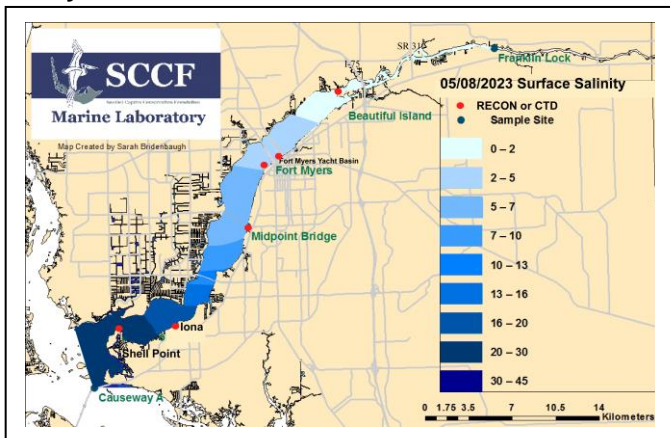 SCCF
Sanibel-Captiva Conservation Foundation
Marine Laboratory
Map Created by Sarah Bridenbaugh
I-75
SR 31
Franklin Lock
Beautiful Island
Fort Myers Yacht Basin
Fort Myers
Midpoint Bridge
Iona
Shell Point
Causeway A
05/08/2023 Surface Salinity
RECON or CTD
Sample Site
0 – 2
2 – 5
5 – 7
7 – 10
10 – 13
13 – 16
16 – 20
20 – 30
30 – 45
0 1.75 3.5 7 10.5 14
Kilometers